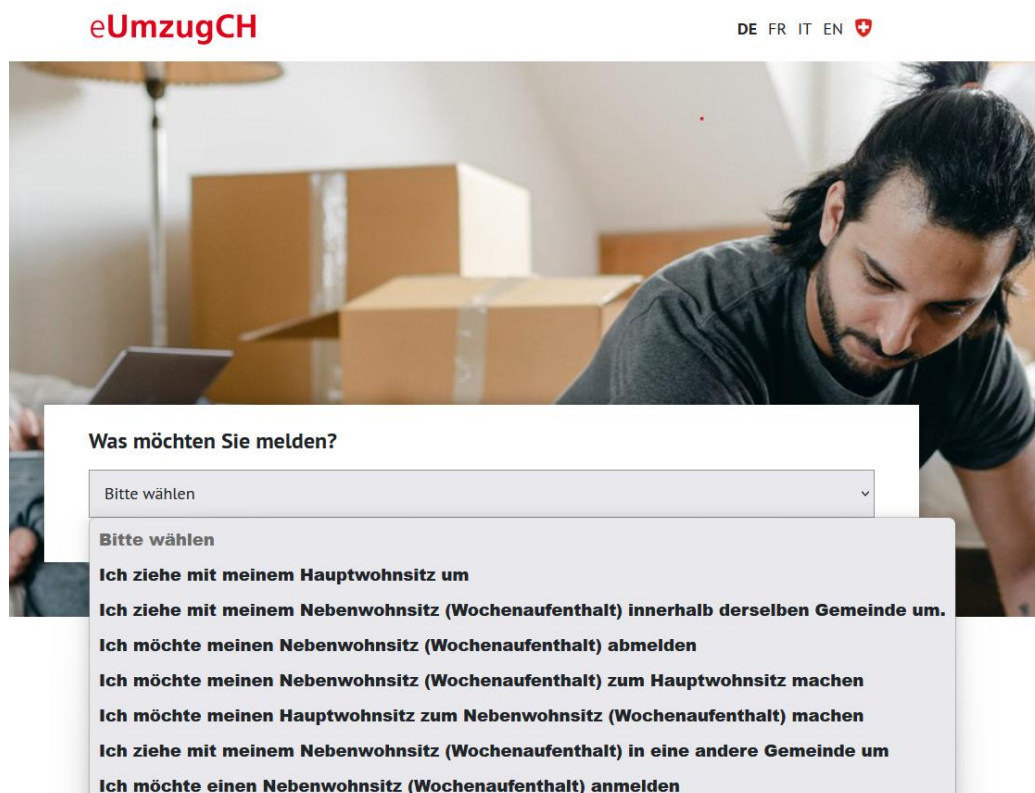 eUmzugCH
DE FR IT EN
Was möchten Sie melden?
Bitte wählen
Bitte wählen
Ich ziehe mit meinem Hauptwohnsitz um
Ich ziehe mit meinem Nebenwohnsitz (Wochenaufenthalt) innerhalb derselben Gemeinde um.
Ich möchte meinen Nebenwohnsitz (Wochenaufenthalt) abmelden
Ich möchte meinen Nebenwohnsitz (Wochenaufenthalt) zum Hauptwohnsitz machen
Ich möchte meinen Hauptwohnsitz zum Nebenwohnsitz (Wochenaufenthalt) machen
Ich ziehe mit meinem Nebenwohnsitz (Wochenaufenthalt) in eine andere Gemeinde um
Ich möchte einen Nebenwohnsitz (Wochenaufenthalt) anmelden